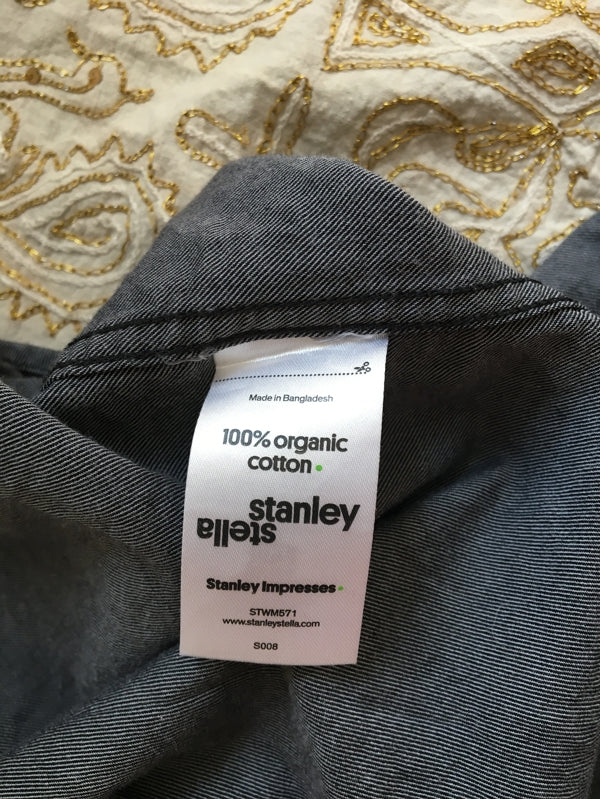 Made in Bangladesh
100% organic
cotton
stanley
stella
Stanley Impresses
STWM571
www.stanleystella.com
S008